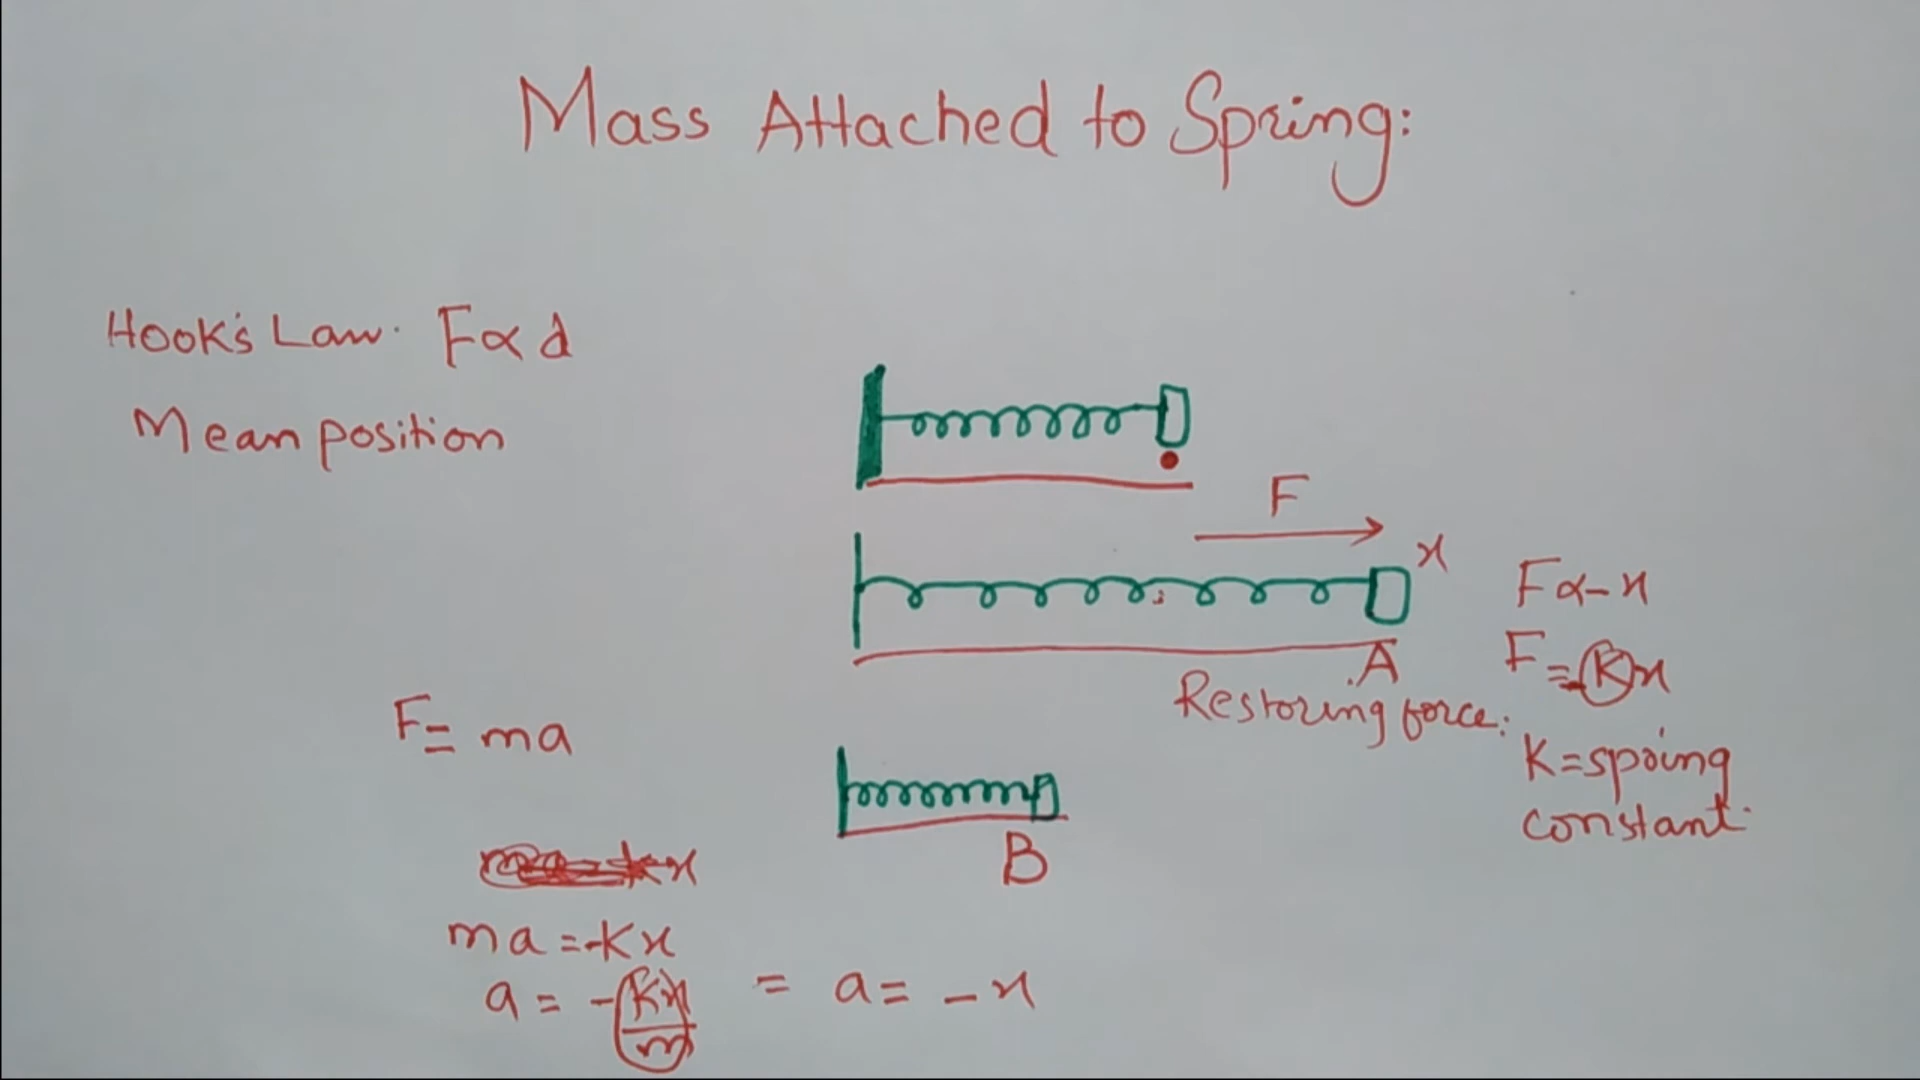 Mass Attached to Spring:
Hook's Law. F∝d
Mean position
F
x
F∝-x
A
F=-Kx
Restoring force:
F= ma
K=spring
constant.
B
ma=-Kx
a = -Kx/m = a= -x